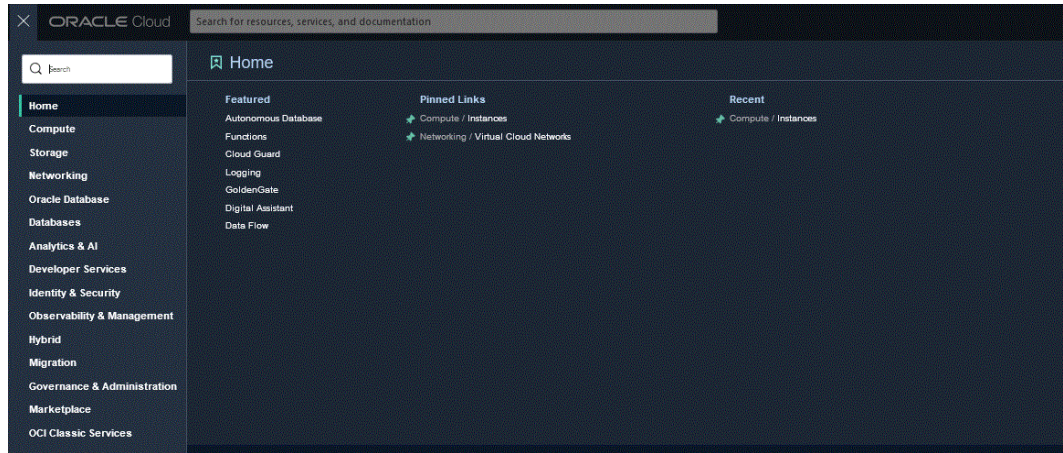 ORACLE Cloud
Search for resources, services, and documentation
Search
Home
Compute
Storage
Networking
Oracle Database
Databases
Analytics & AI
Developer Services
Identity & Security
Observability & Management
Hybrid
Migration
Governance & Administration
Marketplace
OCI Classic Services
Home
Featured
Autonomous Database
Functions
Cloud Guard
Logging
GoldenGate
Digital Assistant
Data Flow
Pinned Links
Compute / Instances
Networking / Virtual Cloud Networks
Recent
Compute / Instances